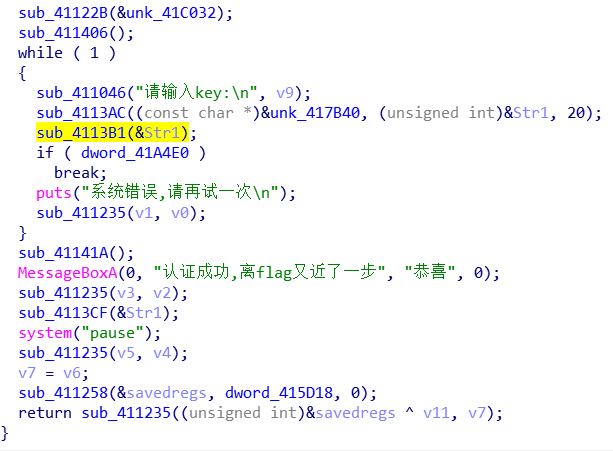 sub_41122B(&unk_41C032);
sub_411406();
while ( 1 )
{
sub_411046("请输入key:\n", v9);
sub_4113AC((const char *)&unk_417B40, (unsigned int)&Str1, 20);
sub_4113B1(&Str1);
if ( dword_41A4E0 )
break;
puts("系统错误,请再试一次\n");
sub_411235(v1, v0);
}
sub_41141A();
MessageBoxA(0, "认证成功,离flag又近了一步", "恭喜", 0);
sub_411235(v3, v2);
sub_4113CF(&Str1);
system("pause");
sub_411235(v5, v4);
v7 = v6;
sub_411258(&savedregs, dword_415D18, 0);
return sub_411235((unsigned int)&savedregs ^ v11, v7);
}